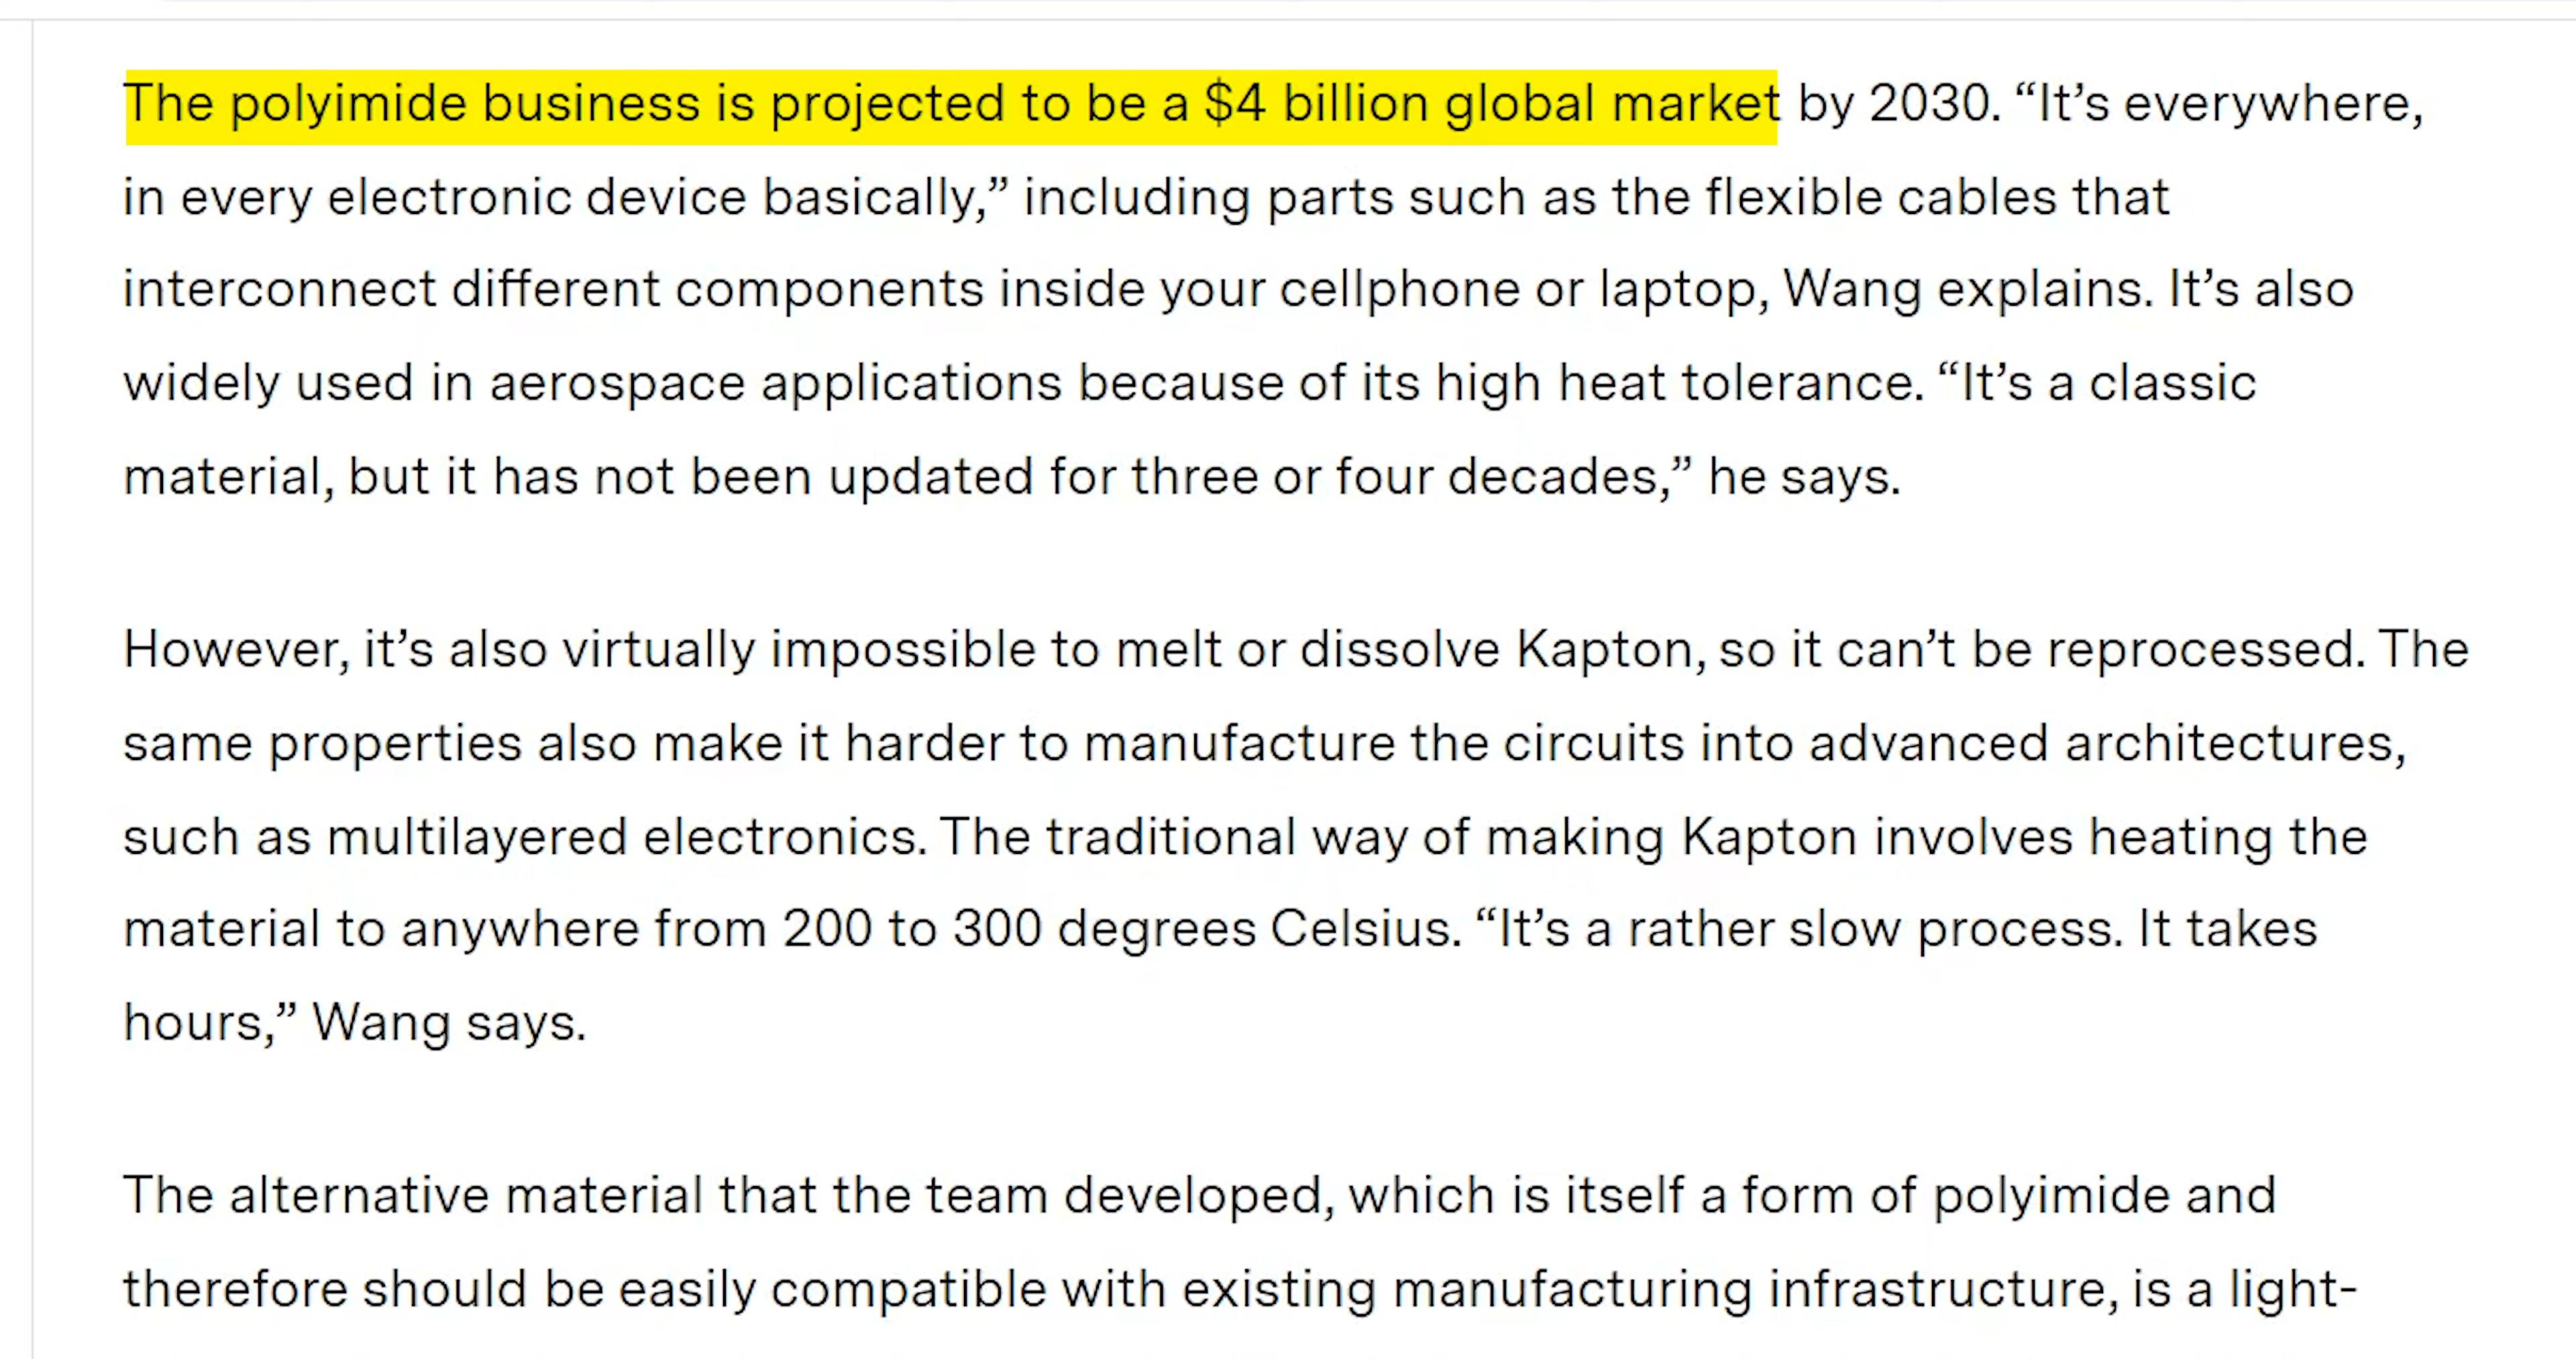 The polyimide business is projected to be a $4 billion global market by 2030. “It’s everywhere,
in every electronic device basically,” including parts such as the flexible cables that
interconnect different components inside your cellphone or laptop, Wang explains. It’s also
widely used in aerospace applications because of its high heat tolerance. “It’s a classic
material, but it has not been updated for three or four decades,” he says.
However, it’s also virtually impossible to melt or dissolve Kapton, so it can’t be reprocessed. The
same properties also make it harder to manufacture the circuits into advanced architectures,
such as multilayered electronics. The traditional way of making Kapton involves heating the
material to anywhere from 200 to 300 degrees Celsius. “It’s a rather slow process. It takes
hours,” Wang says.
The alternative material that the team developed, which is itself a form of polyimide and
therefore should be easily compatible with existing manufacturing infrastructure, is a light-